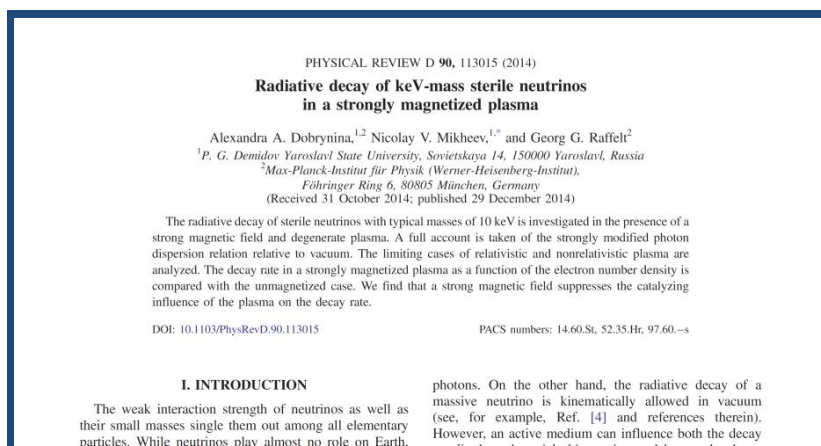 PHYSICAL REVIEW D 90, 113015 (2014)
Radiative decay of keV-mass sterile neutrinos
in a strongly magnetized plasma
Alexandra A. Dobrynina,1,2 Nicolay V. Mikheev,1,* and Georg G. Raffelt2
1P. G. Demidov Yaroslavl State University, Sovietskaya 14, 150000 Yaroslavl, Russia
2Max-Planck-Institut für Physik (Werner-Heisenberg-Institut),
Föhringer Ring 6, 80805 München, Germany
(Received 31 October 2014; published 29 December 2014)
The radiative decay of sterile neutrinos with typical masses of 10 keV is investigated in the presence of a
strong magnetic field and degenerate plasma. A full account is taken of the strongly modified photon
dispersion relation relative to vacuum. The limiting cases of relativistic and nonrelativistic plasma are
analyzed. The decay rate in a strongly magnetized plasma as a function of the electron number density is
compared with the unmagnetized case. We find that a strong magnetic field suppresses the catalyzing
influence of the plasma on the decay rate.
DOI: 10.1103/PhysRevD.90.113015 PACS numbers: 14.60.St, 52.35.Hr, 97.60.−s
I. INTRODUCTION
The weak interaction strength of neutrinos as well as
their small masses single them out among all elementary
particles. While neutrinos play almost no role on Earth,
photons. On the other hand, the radiative decay of a
massive neutrino is kinematically allowed in vacuum
(see, for example, Ref. [4] and references therein).
However, an active medium can influence both the decay